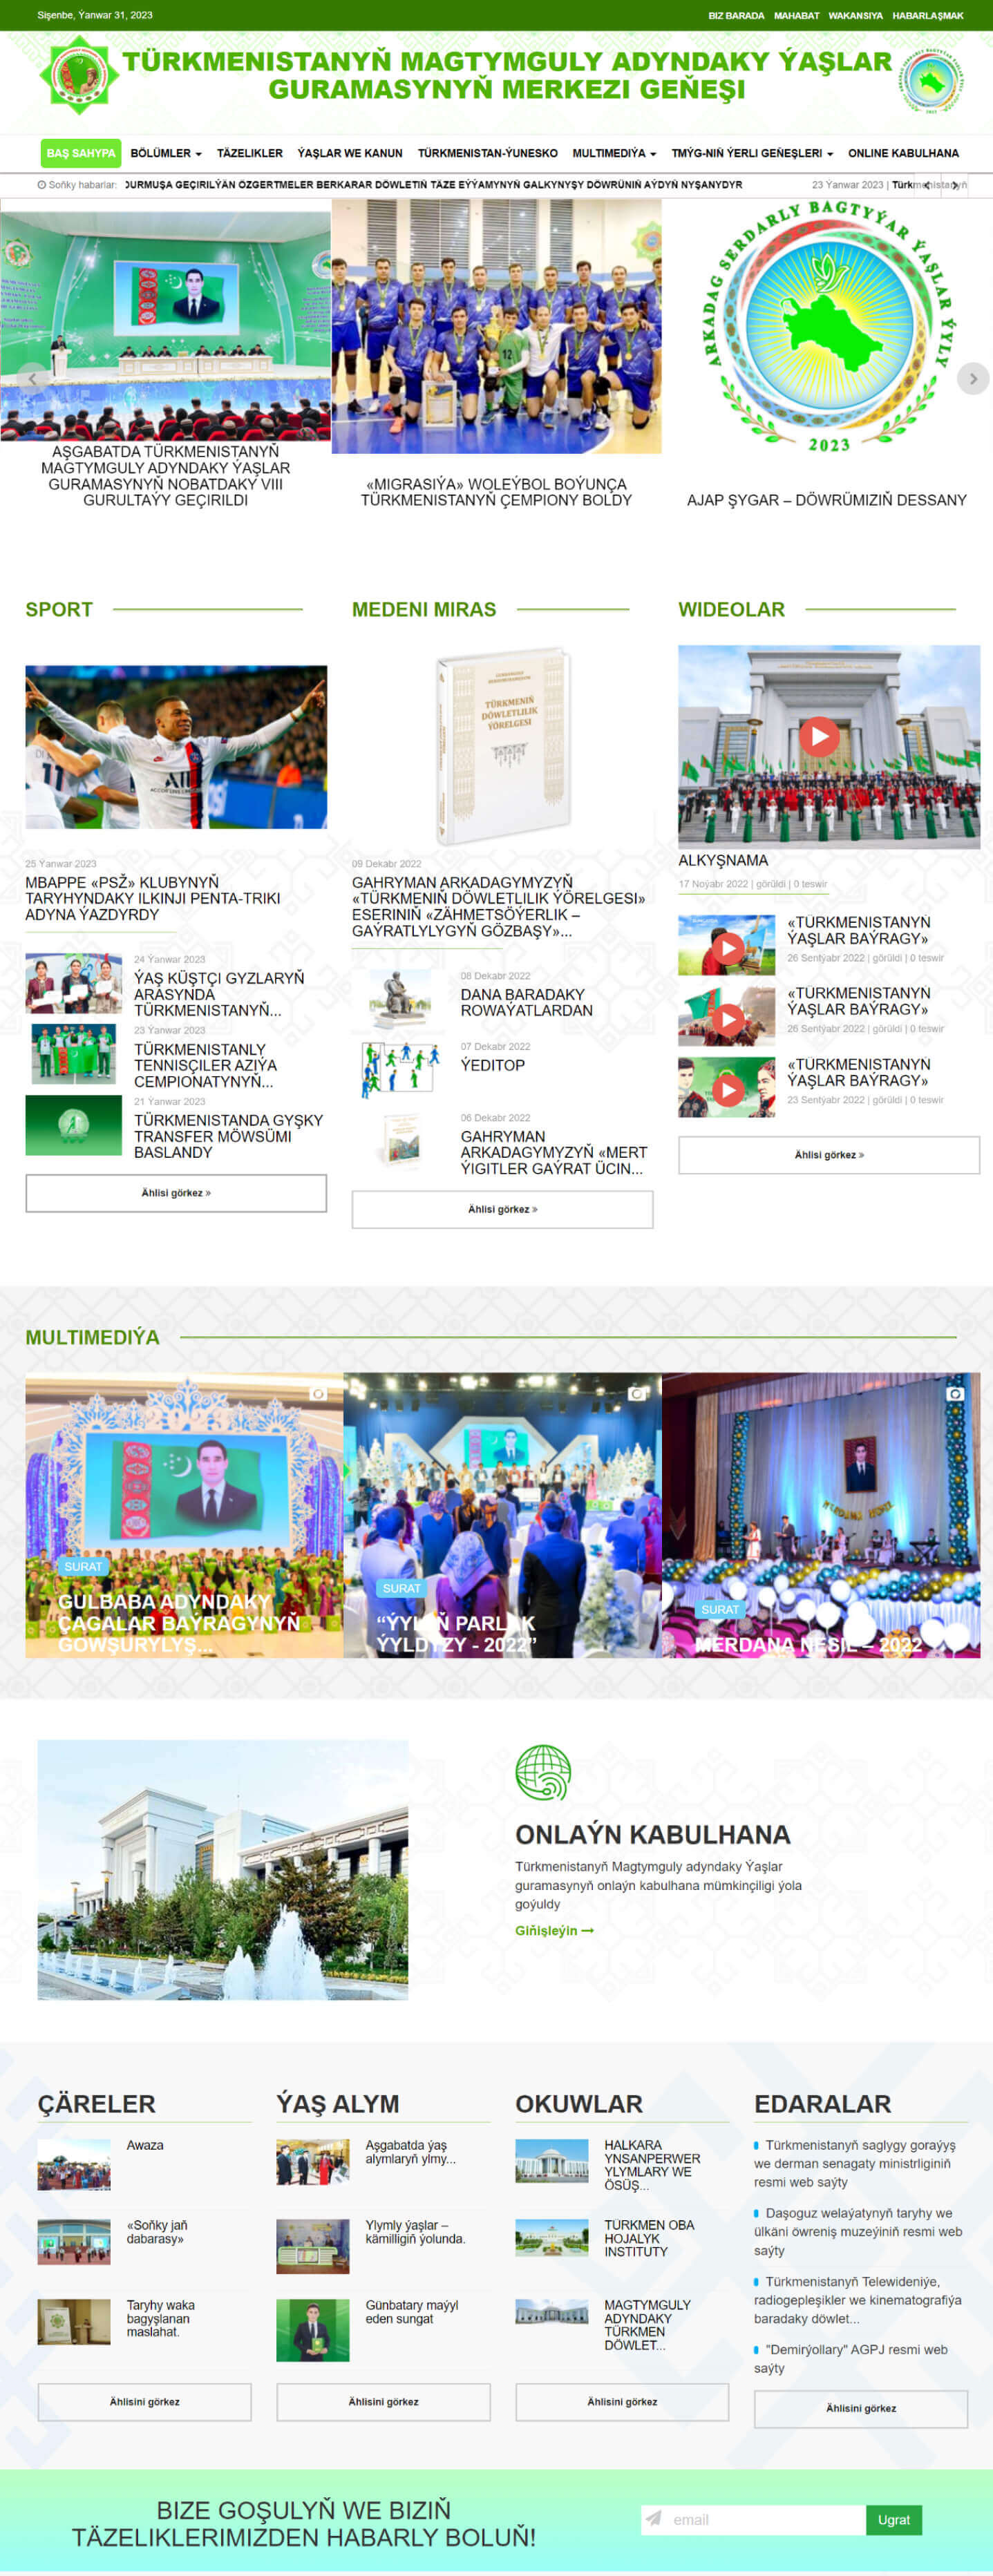 Sişenbe, Ýanwar 31, 2023
BIZ BARADA MAHABAT WAKANSIYA HABARLAŞMAK
TÜRKMENISTANYŇ MAGTYMGULY ADYNDAKY ÝAŞLAR
GURAMASYNYŇ MERKEZI GEŇEŞI
BAŞ SAHYPA BÖLÜMLER TÄZELIKLER ÝAŞLAR WE KANUN TÜRKMENISTAN-ÝUNESKO MULTIMEDIÝA TMÝG-NIŇ ÝERLI GEŇEŞLERI ONLINE KABULHANA
Soňky habarlar: DURMUŞA GEÇIRILÝÄN ÖZGERTMELER BERKARAR DÖWLETIŇ TÄZE EÝÝAMYNYŇ GALKYNYŞY DÖWRÜNIŇ AÝDYŇ NYŞANYDYR 23 Ýanwar 2023 | Türkmenistanyň
ARKADAG SERDARLY BAGTYÝAR ÝAŞLAR ÝYLY
2023
AŞGABATDA TÜRKMENISTANYŇ
MAGTYMGULY ADYNDAKY ÝAŞLAR
GURAMASYNYŇ NOBATDAKY VIII
GURULTAÝY GEÇIRILDI
«MIGRASIÝA» WOLEÝBOL BOÝUNÇA
TÜRKMENISTANYŇ ÇEMPIONY BOLDY
AJAP ŞYGAR – DÖWRÜMIZIŇ DESSANY
SPORT
25 Ýanwar 2023
MBAPPE «PSŽ» KLUBYNYŇ
TARYHYNDAKY ILKINJI PENTA-TRIKI
ADYNA ÝAZDYRDY
24 Ýanwar 2023
ÝAŞ KÜŞTÇI GYZLARYŇ
ARASYNDA
TÜRKMENISTANYŇ...
23 Ýanwar 2023
TÜRKMENISTANLY
TENNISÇILER AZIÝA
ÇEMPIONATYNYŇ...
21 Ýanwar 2023
TÜRKMENISTANDA GYŞKY
TRANSFER MÖWSÜMI
BASLANDY
Ählisi görkez »
MEDENI MIRAS
TÜRKMENIŇ
DÖWLETLILIK
ÝÖRELGESI
09 Dekabr 2022
GAHRYMAN ARKADAGYMYZYŇ
«TÜRKMENIŇ DÖWLETLILIK ÝÖRELGESI»
ESERINIŇ «ZÄHMETSÖÝERLIK –
GAÝRATLYLYGYŇ GÖZBAŞY»...
08 Dekabr 2022
DANA BARADAKY
ROWAÝATLARDAN
07 Dekabr 2022
ÝEDITOP
06 Dekabr 2022
GAHRYMAN
ARKADAGYMYZYŇ «MERT
ÝIGITLER GAÝRAT ÜCIN...
Ählisi görkez »
WIDEOLAR
ALKYŞNAMA
17 Noýabr 2022 | görüldi | 0 teswir
«TÜRKMENISTANYŇ
ÝAŞLAR BAÝRAGY»
26 Sentýabr 2022 | görüldi | 0 teswir
«TÜRKMENISTANYŇ
ÝAŞLAR BAÝRAGY»
26 Sentýabr 2022 | görüldi | 0 teswir
«TÜRKMENISTANYŇ
ÝAŞLAR BAÝRAGY»
23 Sentýabr 2022 | görüldi | 0 teswir
Ählisi görkez »
MULTIMEDIÝA
SURAT
GULBABA ADYNDAKY
ÇAGALAR BAÝRAGYNYŇ
GOWŞURYLYŞ...
SURAT
“ÝYLYŇ PARLAK
ÝYLDYZY - 2022”
SURAT
MERDANA NESIL – 2022
ONLAÝN KABULHANA
Türkmenistanyň Magtymguly adyndaky Ýaşlar
guramasynyň onlaýn kabulhana mümkinçiligi ýola
goýuldy
Giňişleýin →
ÇÄRELER
Awaza
«Soňky jaň
dabarasy»
Taryhy waka
bagyşlanan
maslahat.
Ählisini görkez
ÝAŞ ALYM
Aşgabatda ýaş
alymlaryň ylmy...
Ylymly ýaşlar –
kämilligiň ýolunda.
Günbatary maýyl
eden sungat
Ählisini görkez
OKUWLAR
HALKARA
YNSANPERWER
YLYMLARY WE
ÖSÜŞ...
TÜRKMEN OBA
HOJALYK
INSTITUTY
MAGTYMGULY
ADYNDAKY
TÜRKMEN
DÖWLET...
Ählisini görkez
EDARALAR
Türkmenistanyň saglygy goraýyş
we derman senagaty ministrliginiň
resmi web saýty
Daşoguz welaýatynyň taryhy we
ülkäni öwreniş muzeýiniň resmi web
saýty
Türkmenistanyň Telewideniýe,
radiogepleşikler we kinematografiýa
baradaky döwlet...
"Demirýollary" AGPJ resmi web
saýty
Ählisini görkez
BIZE GOŞULYŇ WE BIZIŇ
TÄZELIKLERIMIZDEN HABARLY BOLUŇ!
email
Ugrat